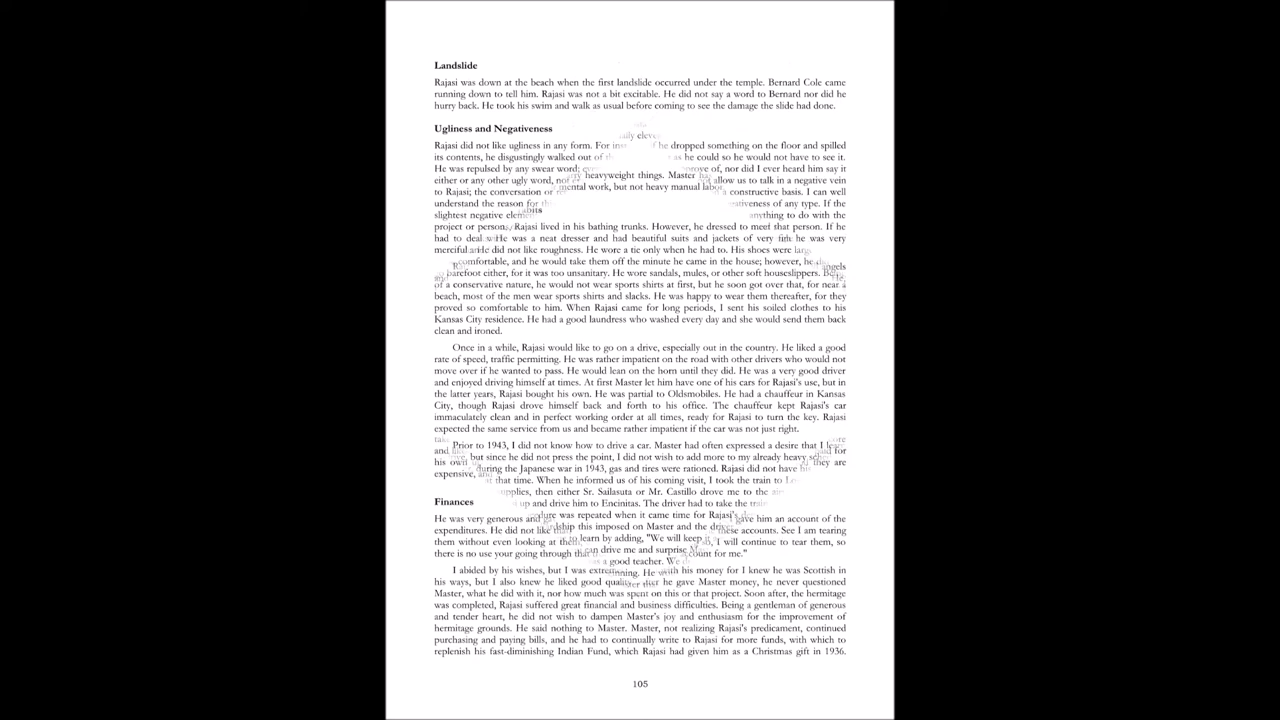 Landslide
Rajasi was down at the beach when the first landslide occurred under the temple. Bernard Cole came
running down to tell him. Rajasi was not a bit excitable. He did not say a word to Bernard nor did he
hurry back. He took his swim and walk as usual before coming to see the damage the slide had done.
Ugliness and Negativeness
Rajasi did not like ugliness in any form. For he dropped something on the floor and spilled
its contents, he disgustingly walked out of as he could so he would not have to see it.
He was repulsed by any swear word; of, nor did I ever heard him say it
either or any other ugly word, heavyweight things. Master allow us to talk in a negative vein
to Rajasi; the conversation or mental work, but not heavy manual a constructive basis. I can well
understand the reason for of any type. If the
slightest negative anything to do with the
project or person, Rajasi lived in his bathing trunks. However, he dressed to meet that person. If he
had to deal He was a neat dresser and had beautiful suits and jackets of very he was very
merciful He did not like roughness. He wore a tie only when he had to. His shoes were
comfortable, and he would take them off the minute he came in the house; however, he angels
barefoot either, for it was too unsanitary. He wore sandals, mules, or other soft houseslippers.
of a conservative nature, he would not wear sports shirts at first, but he soon got over that, for near a
beach, most of the men wear sports shirts and slacks. He was happy to wear them thereafter, for they
proved so comfortable to him. When Rajasi came for long periods, I sent his soiled clothes to his
Kansas City residence. He had a good laundress who washed every day and she would send them back
clean and ironed.
Once in a while, Rajasi would like to go on a drive, especially out in the country. He liked a good
rate of speed, traffic permitting. He was rather impatient on the road with other drivers who would not
move over if he wanted to pass. He would lean on the horn until they did. He was a very good driver
and enjoyed driving himself at times. At first Master let him have one of his cars for Rajasi's use, but in
the latter years, Rajasi bought his own. He was partial to Oldsmobiles. He had a chauffeur in Kansas
City, though Rajasi drove himself back and forth to his office. The chauffeur kept Rajasi's car
immaculately clean and in perfect working order at all times, ready for Rajasi to turn the key. Rajasi
expected the same service from us and became rather impatient if the car was not just right.
Prior to 1943, I did not know how to drive a car. Master had often expressed a desire that I
and but since he did not press the point, I did not wish to add more to my already heavy for
his own during the Japanese war in 1943, gas and tires were rationed. Rajasi did not have they are
expensive, at that time. When he informed us of his coming visit, I took the train to
then either Sr. Sailasuta or Mr. Castillo drove me to the
up and drive him to Encinitas. The driver had to take the
Finances
was repeated when it came time for Rajasi's
He was very generous and gave him an account of the
expenditures. He did not like this imposed on Master and the these accounts. See I am tearing
them without even looking at to learn by adding, "We will keep it I will continue to tear them, so
there is no use your going through can drive me and surprise for me."
a good teacher. We
I abided by his wishes, but I was He with his money for I knew he was Scottish in
his ways, but I also knew he liked good he gave Master money, he never questioned
Master, what he did with it, nor how much was spent on this or that project. Soon after, the hermitage
was completed, Rajasi suffered great financial and business difficulties. Being a gentleman of generous
and tender heart, he did not wish to dampen Master's joy and enthusiasm for the improvement of
hermitage grounds. He said nothing to Master. Master, not realizing Rajasi's predicament, continued
purchasing and paying bills, and he had to continually write to Rajasi for more funds, with which to
replenish his fast-diminishing Indian Fund, which Rajasi had given him as a Christmas gift in 1936.
105